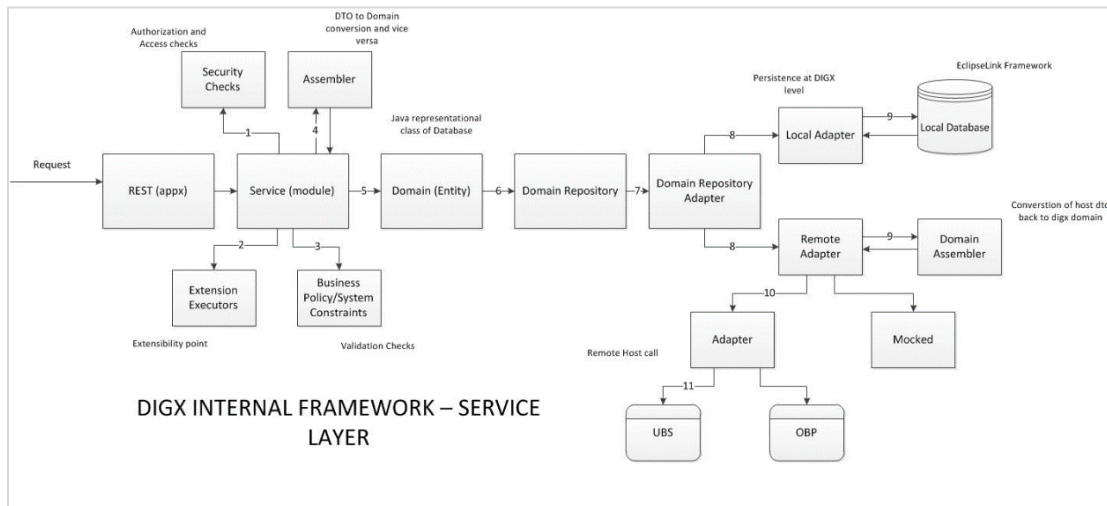 DTO to Domain
conversion and vice
versa
Authorization and
Access checks
EclipseLink Framework
Security
Checks
Assembler
Persistence at DIGX
level
9
Local Adapter
Local Database
1
4
Java representational
class of Database
8
Request
REST (appx)
Service (module)
5
Domain (Entity)
6
Domain Repository
7
Domain Repository
Adapter
Converstion of host dto
back to digx domain
2
3
8
Remote
Adapter
9
Domain
Assembler
Extension
Executors
Business
Policy/System
Constraints
10
Extensibility point
Validation Checks
Adapter
Mocked
Remote Host call
11
DIGX INTERNAL FRAMEWORK – SERVICE
LAYER
UBS
OBP